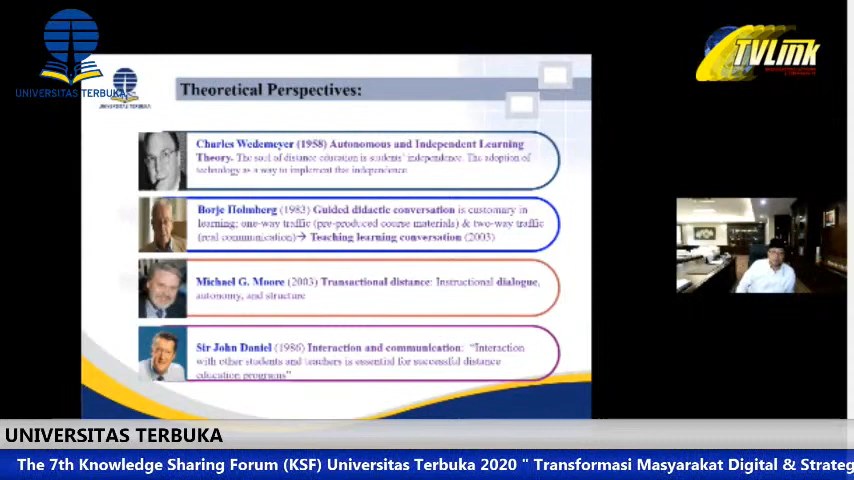 UNIVERSITAS TERBUKA
TVLink
Theoretical Perspectives:
Charles Wedemeyer (1958) Autonomous and Independent Learning
Theory. The soul of distance education is students' independence. The adoption of
technology as a way to implement that independence
Borje Holmberg (1983) Guided didactic conversation is customary in
learning: one-way traffic (pre-produced course materials) & two-way traffic
(real communication)→ Teaching learning conversation (2003)
Michael G. Moore (2003) Transactional distance: Instructional dialogue,
autonomy, and structure
Sir John Daniel (1986) Interaction and communication: "Interaction
with other students and teachers is essential for successful distance
education programs"
UNIVERSITAS TERBUKA
The 7th Knowledge Sharing Forum (KSF) Universitas Terbuka 2020 " Transformasi Masyarakat Digital & Strateg